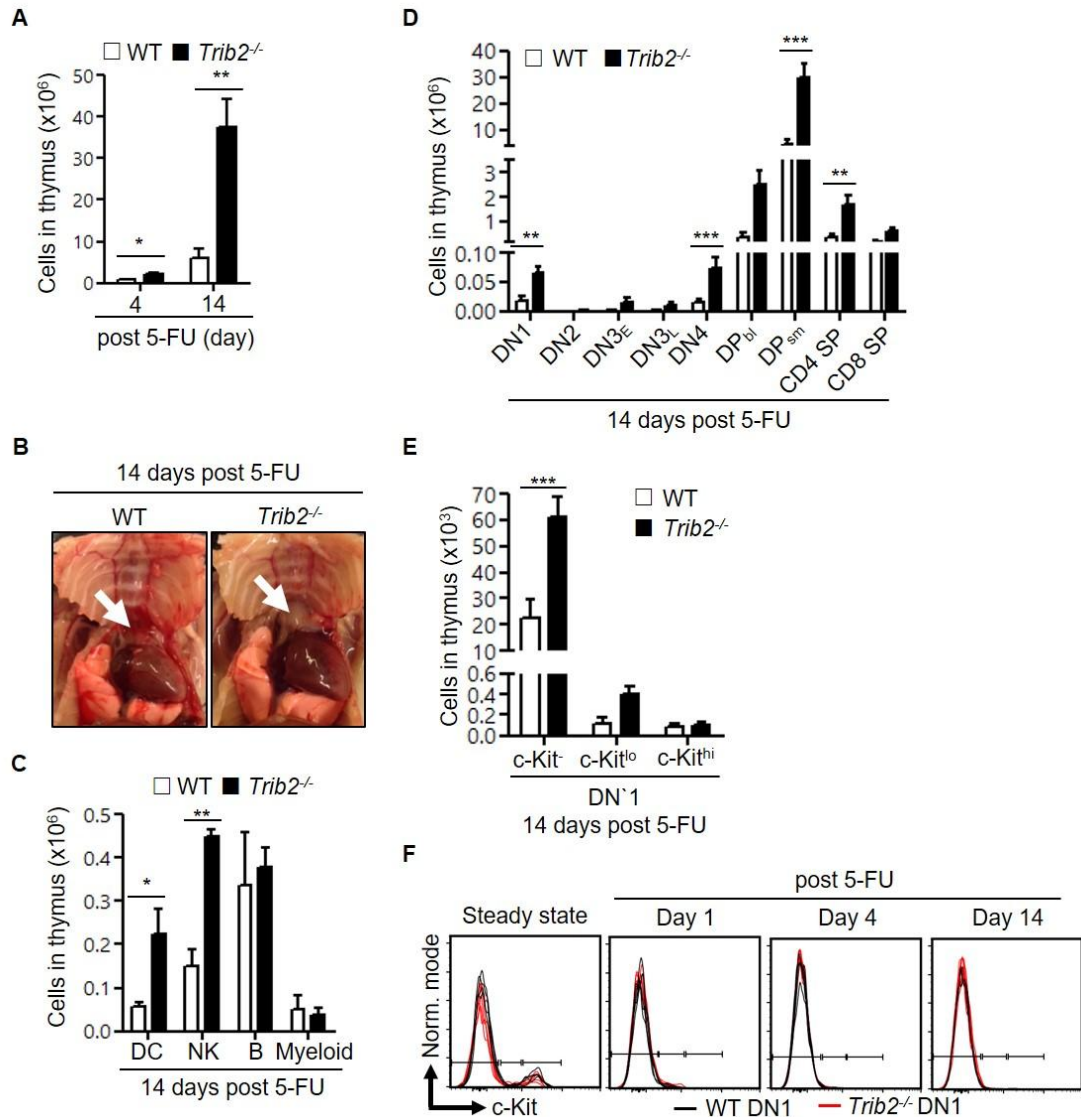 A
WT Trib2-/-
Cells in thymus (x10⁶)
50
40
30
20
10
0
*
**
4 14
post 5-FU (day)
B
14 days post 5-FU
WT Trib2-/-
C
WT Trib2-/-
Cells in thymus (x10⁶)
0.5
0.4
0.3
0.2
0.1
0.0
*
**
DC NK B Myeloid
14 days post 5-FU
D
WT Trib2-/-
Cells in thymus (x10⁶)
40
30
20
10
3
2
1
0.10
0.05
0.00
**
***
***
**
DN1 DN2 DN3E DN3L DN4 DPbl DPsm CD4 SP CD8 SP
14 days post 5-FU
E
WT
Trib2-/-
Cells in thymus (x10³)
70
60
50
40
30
20
10
0.6
0.4
0.2
0.0
***
c-Kit- c-Kitlo c-Kithi
DN`1
14 days post 5-FU
F
post 5-FU
Steady state Day 1 Day 4 Day 14
Norm. mode
c-Kit
WT DN1 Trib2-/- DN1